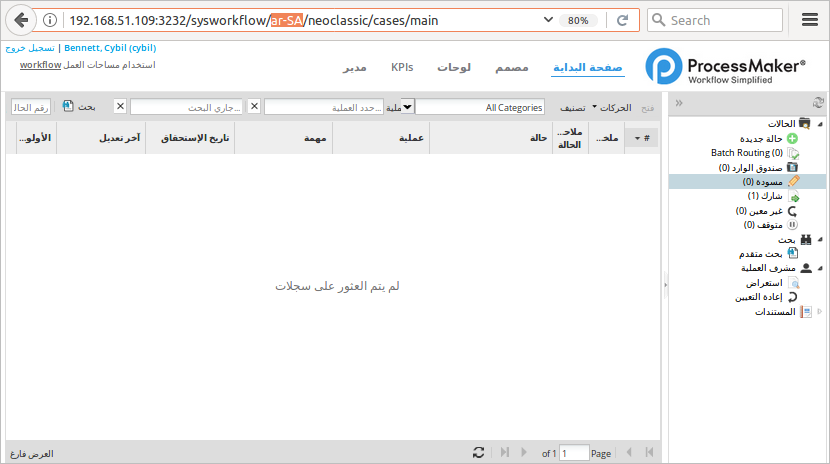 192.168.51.109:3232/sysworkflow/ar-SA/neoclassic/cases/main
80%
Search
Bennett, Cybil (cybil) | تسجيل خروج
استخدام مساحات العمل workflow
ProcessMaker®
Workflow Simplified
صفحة البداية
مصمم
لوحات
KPIs
مدير
فتح
الحركات
تصنيف
All Categories
عملية
حدد العملية...
جاري البحث...
بحث
رقم الحال
#
ملخ...
ملاحـ... الحالة
حالة
عملية
مهمة
تاريخ الإستحقاق
آخر تعديل
الأولو...
لم يتم العثور على سجلات
الحالات
حالة جديدة
Batch Routing (0)
صندوق الوارد (0)
مسودة (0)
شارك (1)
غير معين (0)
متوقف (0)
بحث
بحث متقدم
مشرف العملية
استعراض
إعادة التعيين
المستندات
Page 1 of 1
العرض فارغ